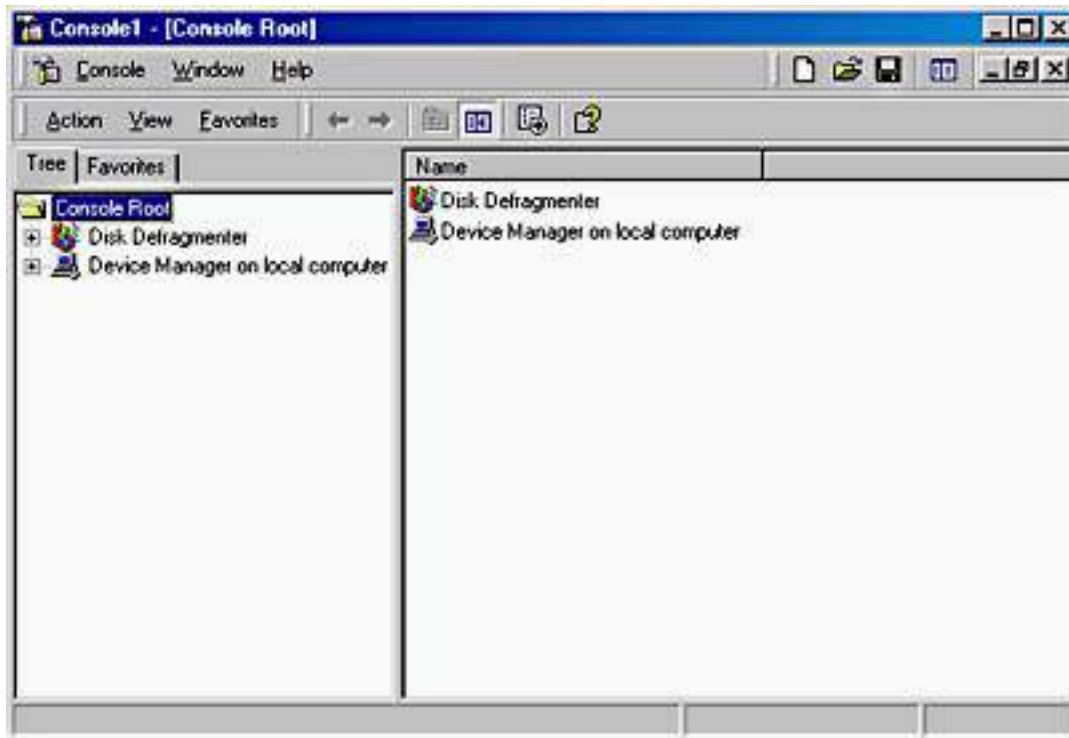 Console1 - [Console Root]
Console Window Help
Action View Favorites
Tree Favorites
Console Root
Disk Defragmenter
Device Manager on local computer
Name
Disk Defragmenter
Device Manager on local computer